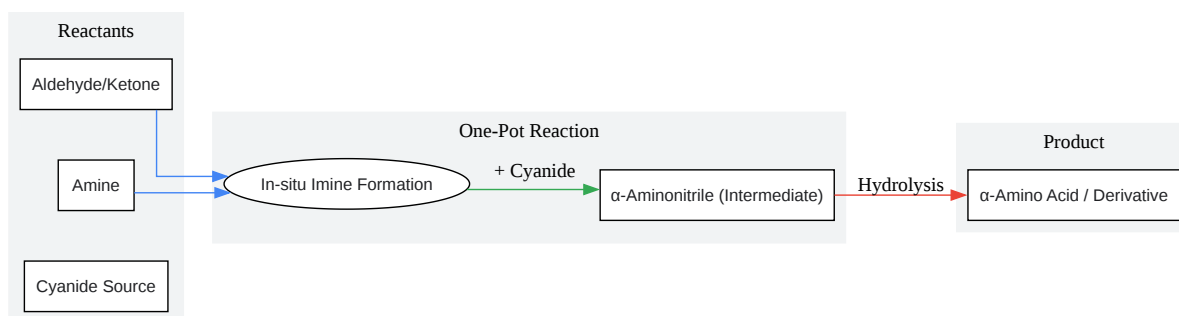 Reactants
Aldehyde/Ketone
Amine
Cyanide Source
One-Pot Reaction
In-situ Imine Formation
+ Cyanide
α-Aminonitrile (Intermediate)
Hydrolysis
Product
α-Amino Acid / Derivative